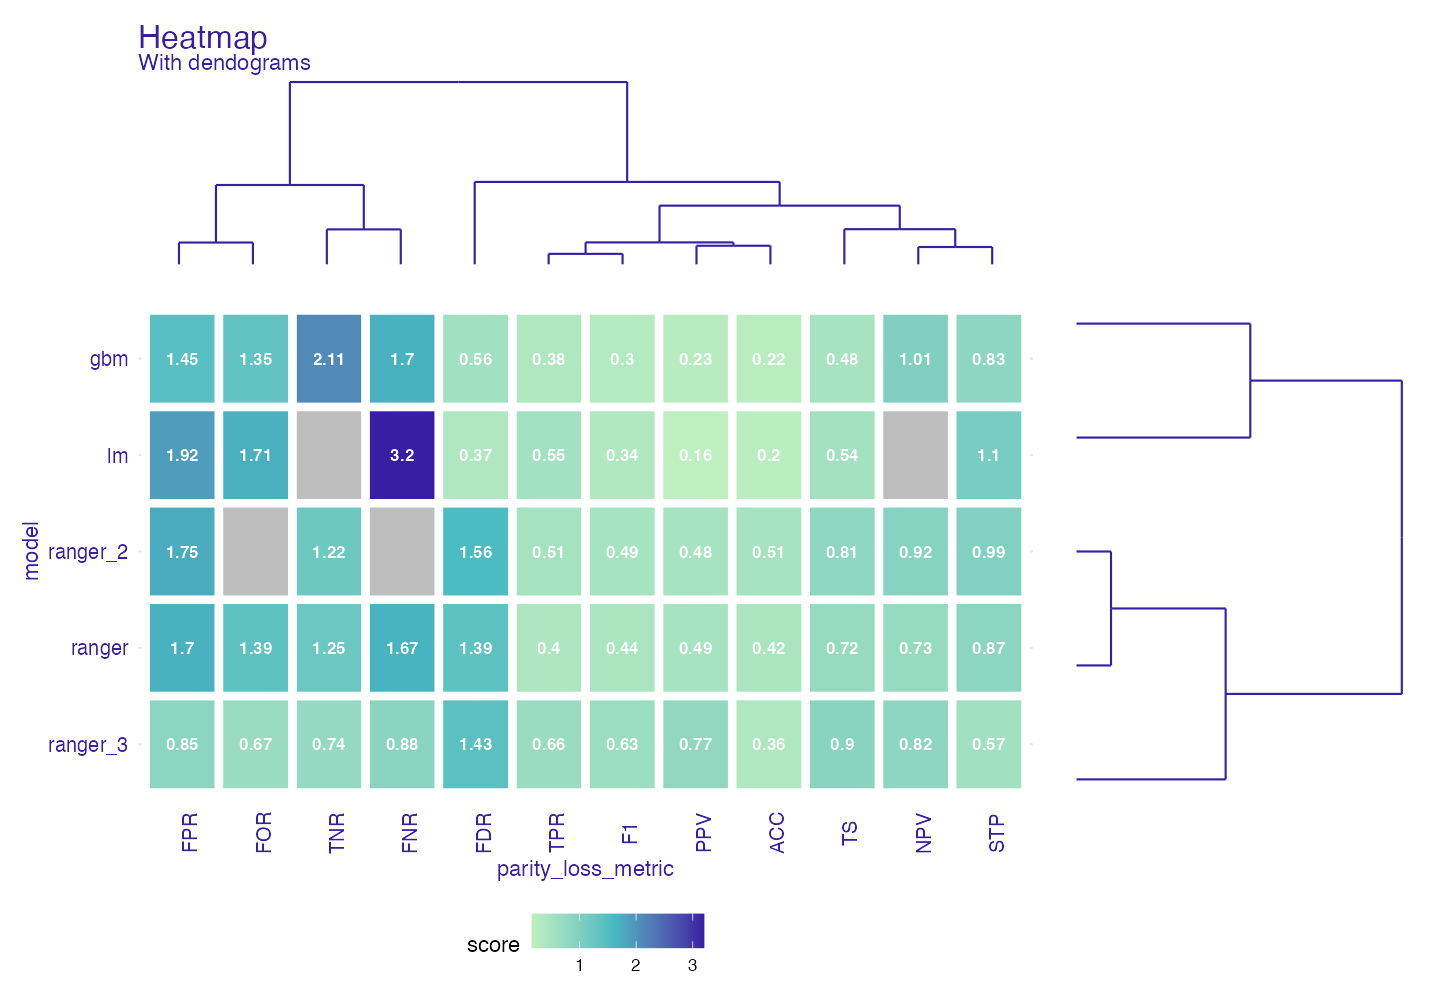 Heatmap
With dendograms
gbm 1.45 1.35 2.11 1.7 0.56 0.38 0.3 0.23 0.22 0.48 1.01 0.83
lm 1.92 1.71 3.2 0.37 0.55 0.34 0.16 0.2 0.54 1.1
ranger_2 1.75 1.22 1.56 0.51 0.49 0.48 0.51 0.81 0.92 0.99
ranger 1.7 1.39 1.25 1.67 1.39 0.4 0.44 0.49 0.42 0.72 0.73 0.87
ranger_3 0.85 0.67 0.74 0.88 1.43 0.66 0.63 0.77 0.36 0.9 0.82 0.57
model
FPR FOR TNR FNR FDR TPR F1 PPV ACC TS NPV STP
parity_loss_metric
score
1 2 3